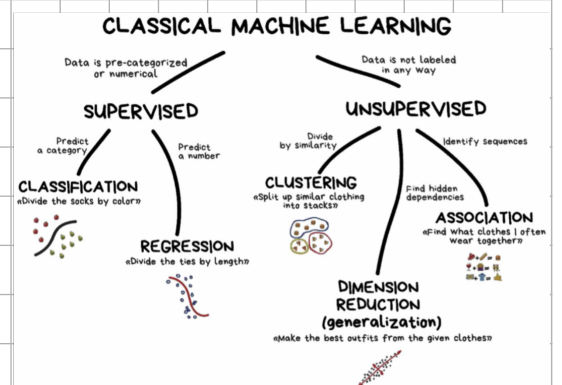 CLASSICAL MACHINE LEARNING
Data is pre-categorized
or numerical
Data is not labeled
in any way
SUPERVISED
UNSUPERVISED
Predict
a category
Predict
a number
Divide
by similarity
Identify sequences
CLASSIFICATION
«Divide the socks by color»
CLUSTERING
«Split up similar clothing
into stacks»
Find hidden
dependencies
ASSOCIATION
«Find what clothes I often
wear together»
REGRESSION
«Divide the ties by length»
DIMENSION
REDUCTION
(generalization)
«Make the best outfits from the given clothes»